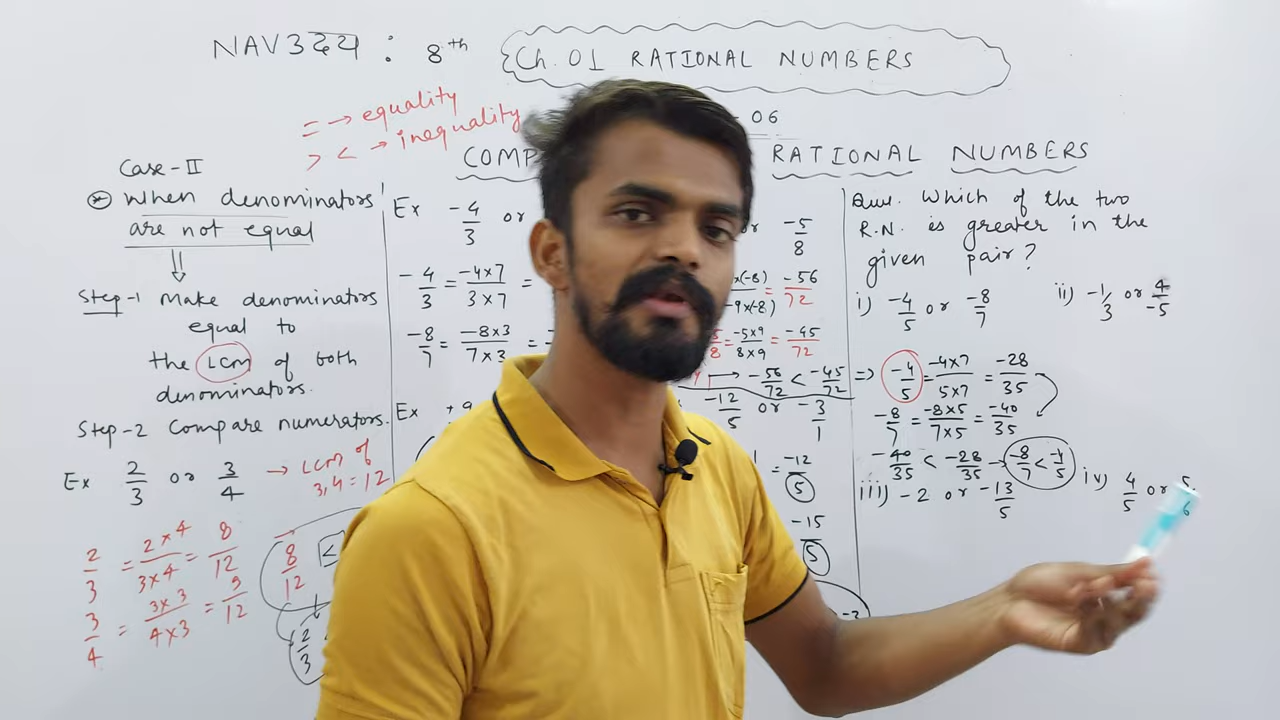 NAV3221 : 8th
Ch. 01 RATIONAL NUMBERS
= → equality
> < → inequality
06
COMP RATIONAL NUMBERS
Case-II
When denominators
are not equal
⇓
Step-1 Make denominators
equal to
the LCM of both
denominators.
Step-2 Compare numerators.
Ex 2/3 or 3/4 → LCM of
3,4 = 12
2/3 = 2×4/3×4 = 8/12
3/4 = 3×3/4×3 = 9/12
8/12 <
2/3
Ex -4/3 or
-4/3 = -4×7/3×7 =
-8/7 = -8×3/7×3 =
Ex
-5/8
×(-8)/-9×(-8) = -56/72
= -5×9/8×9 = -45/72
→ -56/72 < -45/72
-12/5 or -3/1
= -12/5
-15/5
Ques. Which of the two
R.N. is greater in the
given pair?
i) -4/5 or -8/7
ii) -1/3 or 4/-5
⇒ -4/5 = -4×7/5×7 = -28/35
-8/7 = -8×5/7×5 = -40/35
-40/35 < -28/35 → -8/7 < -4/5
iii) -2 or -13/5
iv) 4/5 or 5/6